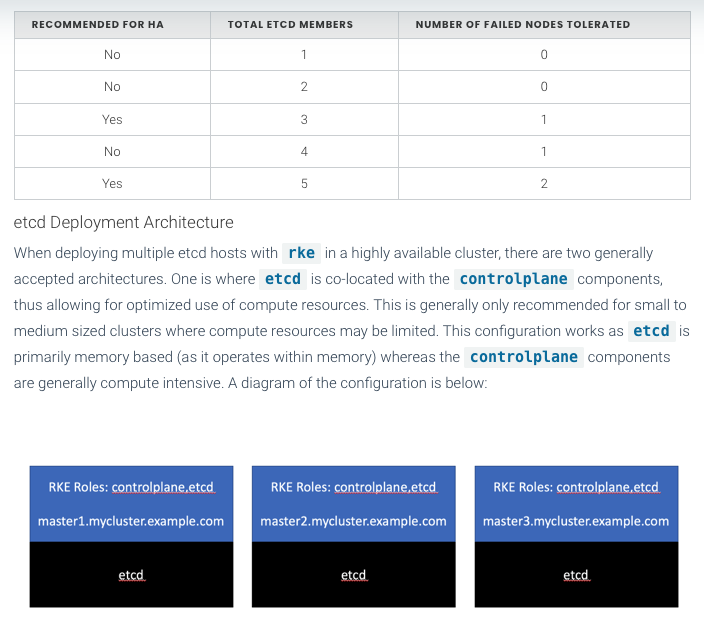 RECOMMENDED FOR HA TOTAL ETCD MEMBERS NUMBER OF FAILED NODES TOLERATED
No 1 0
No 2 0
Yes 3 1
No 4 1
Yes 5 2
etcd Deployment Architecture
When deploying multiple etcd hosts with rke in a highly available cluster, there are two generally
accepted architectures. One is where etcd is co-located with the controlplane components,
thus allowing for optimized use of compute resources. This is generally only recommended for small to
medium sized clusters where compute resources may be limited. This configuration works as etcd is
primarily memory based (as it operates within memory) whereas the controlplane components
are generally compute intensive. A diagram of the configuration is below:
RKE Roles: controlplane,etcd
master1.mycluster.example.com
etcd
RKE Roles: controlplane,etcd
master2.mycluster.example.com
etcd
RKE Roles: controlplane,etcd
master3.mycluster.example.com
etcd